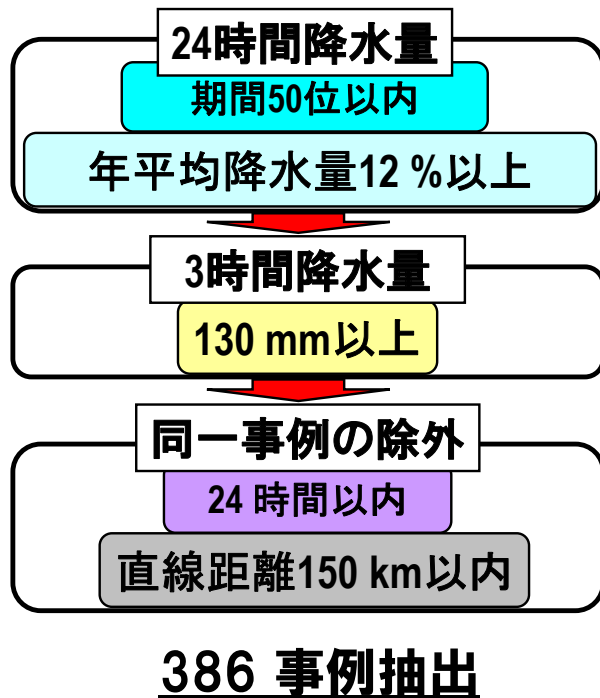 24時間降水量
期間50位以内
年平均降水量12 %以上
3時間降水量
130 mm以上
同一事例の除外
24 時間以内
直線距離150 km以内
386 事例抽出